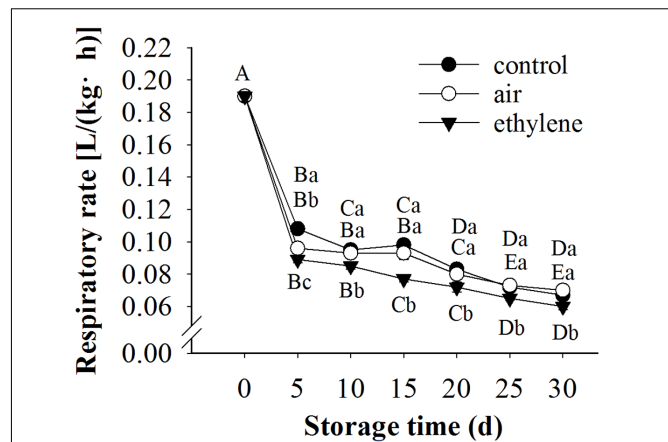 Respiratory rate [L/(kg· h)]
0.22
0.20
0.18
0.16
0.14
0.12
0.10
0.08
0.06
0.00
control
air
ethylene
A
Ba
Bb
Bc
Ca
Ba
Bb
Ca
Ba
Cb
Da
Ca
Cb
Da
Ea
Db
Da
Ea
Db
0 5 10 15 20 25 30
Storage time (d)